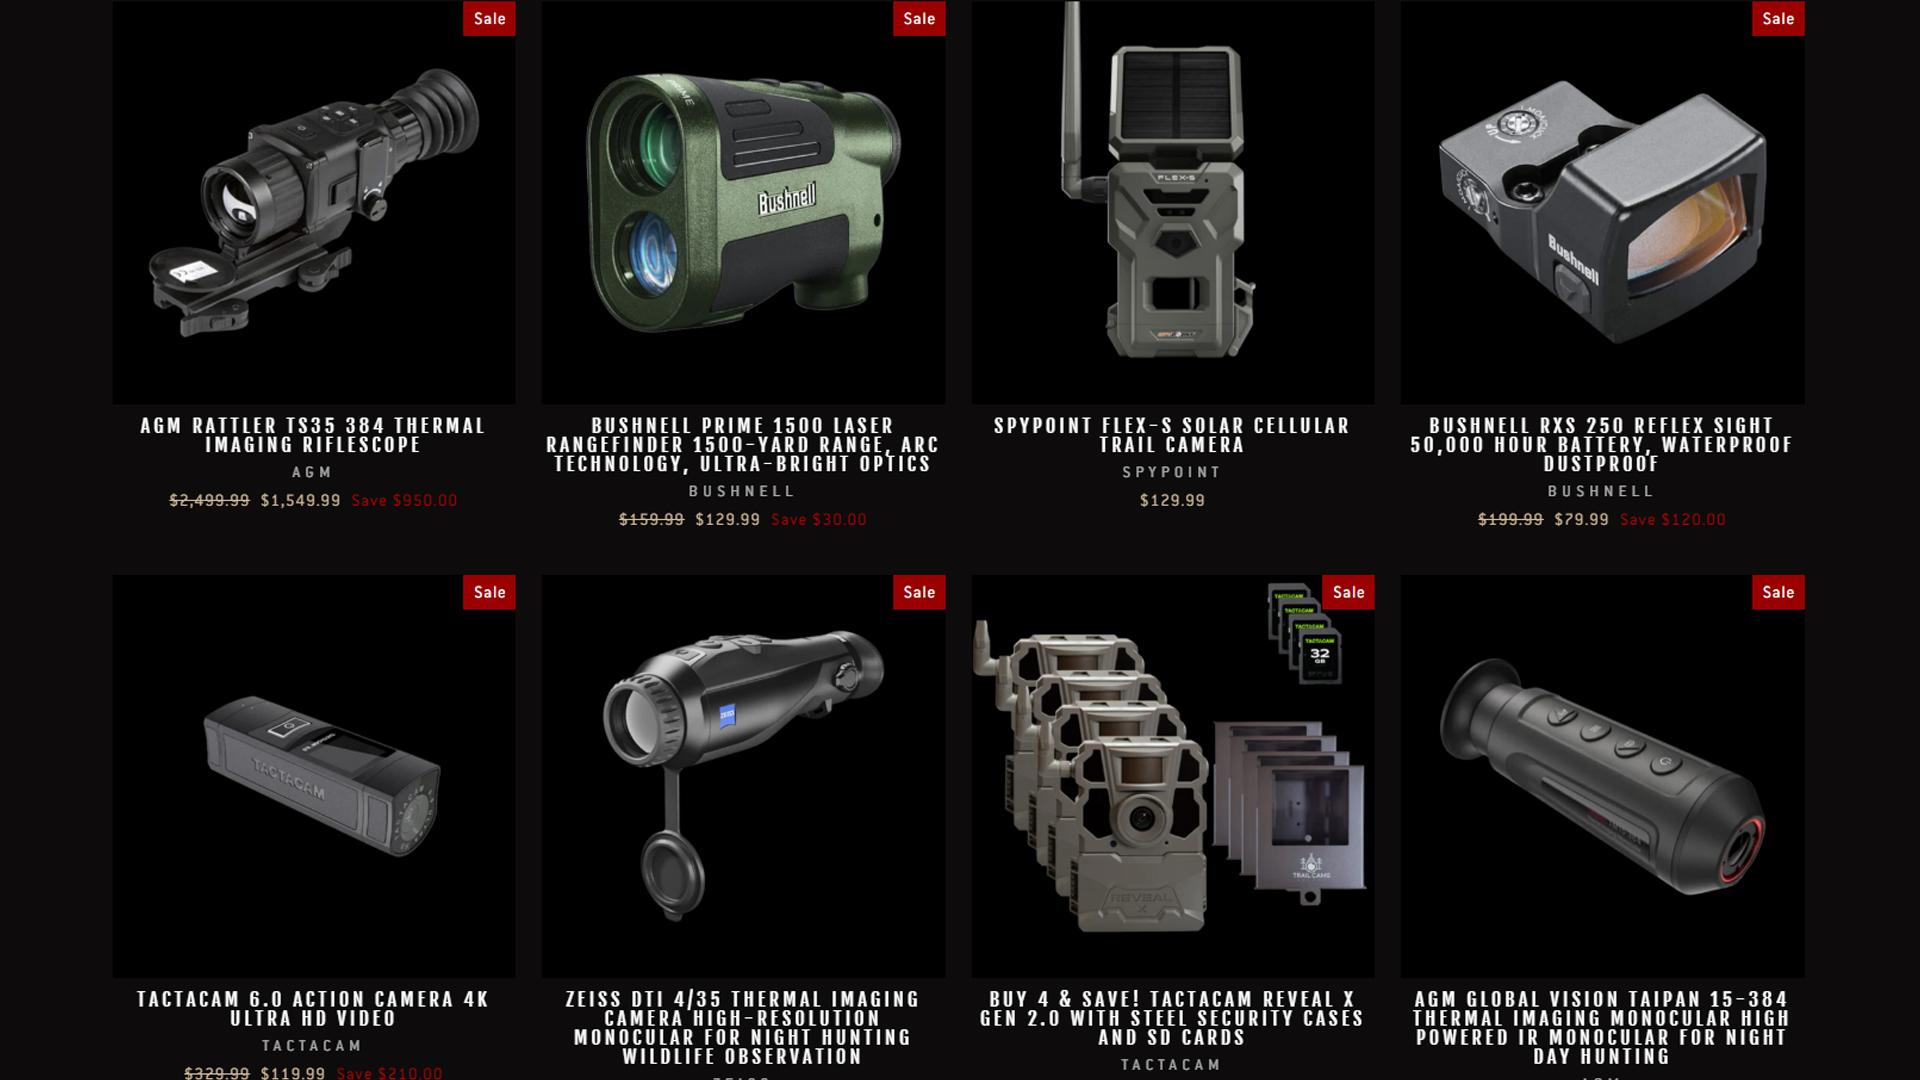 Sale
Sale
Sale
PRIME
Bushnell
FLEX-S
UP
Bushnell
AGM RATTLER TS35 384 THERMAL
IMAGING RIFLESCOPE
AGM
$2,499.99 $1,549.99 Save $950.00
BUSHNELL PRIME 1500 LASER
RANGEFINDER 1500-YARD RANGE, ARC
TECHNOLOGY, ULTRA-BRIGHT OPTICS
BUSHNELL
$159.99 $129.99 Save $30.00
SPYPOINT FLEX-S SOLAR CELLULAR
TRAIL CAMERA
SPYPOINT
$129.99
BUSHNELL RXS 250 REFLEX SIGHT
50,000 HOUR BATTERY, WATERPROOF
DUSTPROOF
BUSHNELL
$199.99 $79.99 Save $120.00
Sale
Sale
Sale
Sale
TACTACAM
ZEISS
TACTACAM
TACTACAM
TACTACAM
TACTACAM
32
GB
TRAIL CAMS
REVEAL
X
TACTACAM 6.0 ACTION CAMERA 4K
ULTRA HD VIDEO
TACTACAM
$329.99 $119.99 Save $210.00
ZEISS DTI 4/35 THERMAL IMAGING
CAMERA HIGH-RESOLUTION
MONOCULAR FOR NIGHT HUNTING
WILDLIFE OBSERVATION
BUY 4 & SAVE! TACTACAM REVEAL X
GEN 2.0 WITH STEEL SECURITY CASES
AND SD CARDS
TACTACAM
AGM GLOBAL VISION TAIPAN 15-384
THERMAL IMAGING MONOCULAR HIGH
POWERED IR MONOCULAR FOR NIGHT
DAY HUNTING